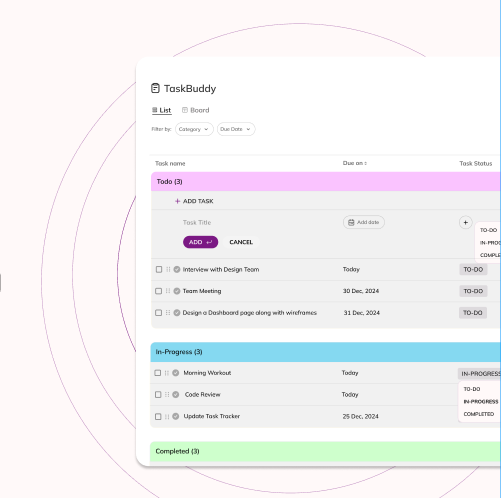 TaskBuddy
List Board
Filter by: Category Due Date
Task name Due on : Task Status
Todo (3)
+ ADD TASK
Task Title Add date +
TO-DO
ADD CANCEL IN-PROG
COMPLE
Interview with Design Team Today TO-DO
Team Meeting 30 Dec, 2024 TO-DO
Design a Dashboard page along with wireframes 31 Dec, 2024 TO-DO
In-Progress (3)
Morning Workout Today IN-PROGRESS
TO-DO
Code Review Today
IN-PROGRESS
Update Task Tracker 25 Dec, 2024 COMPLETED
Completed (3)